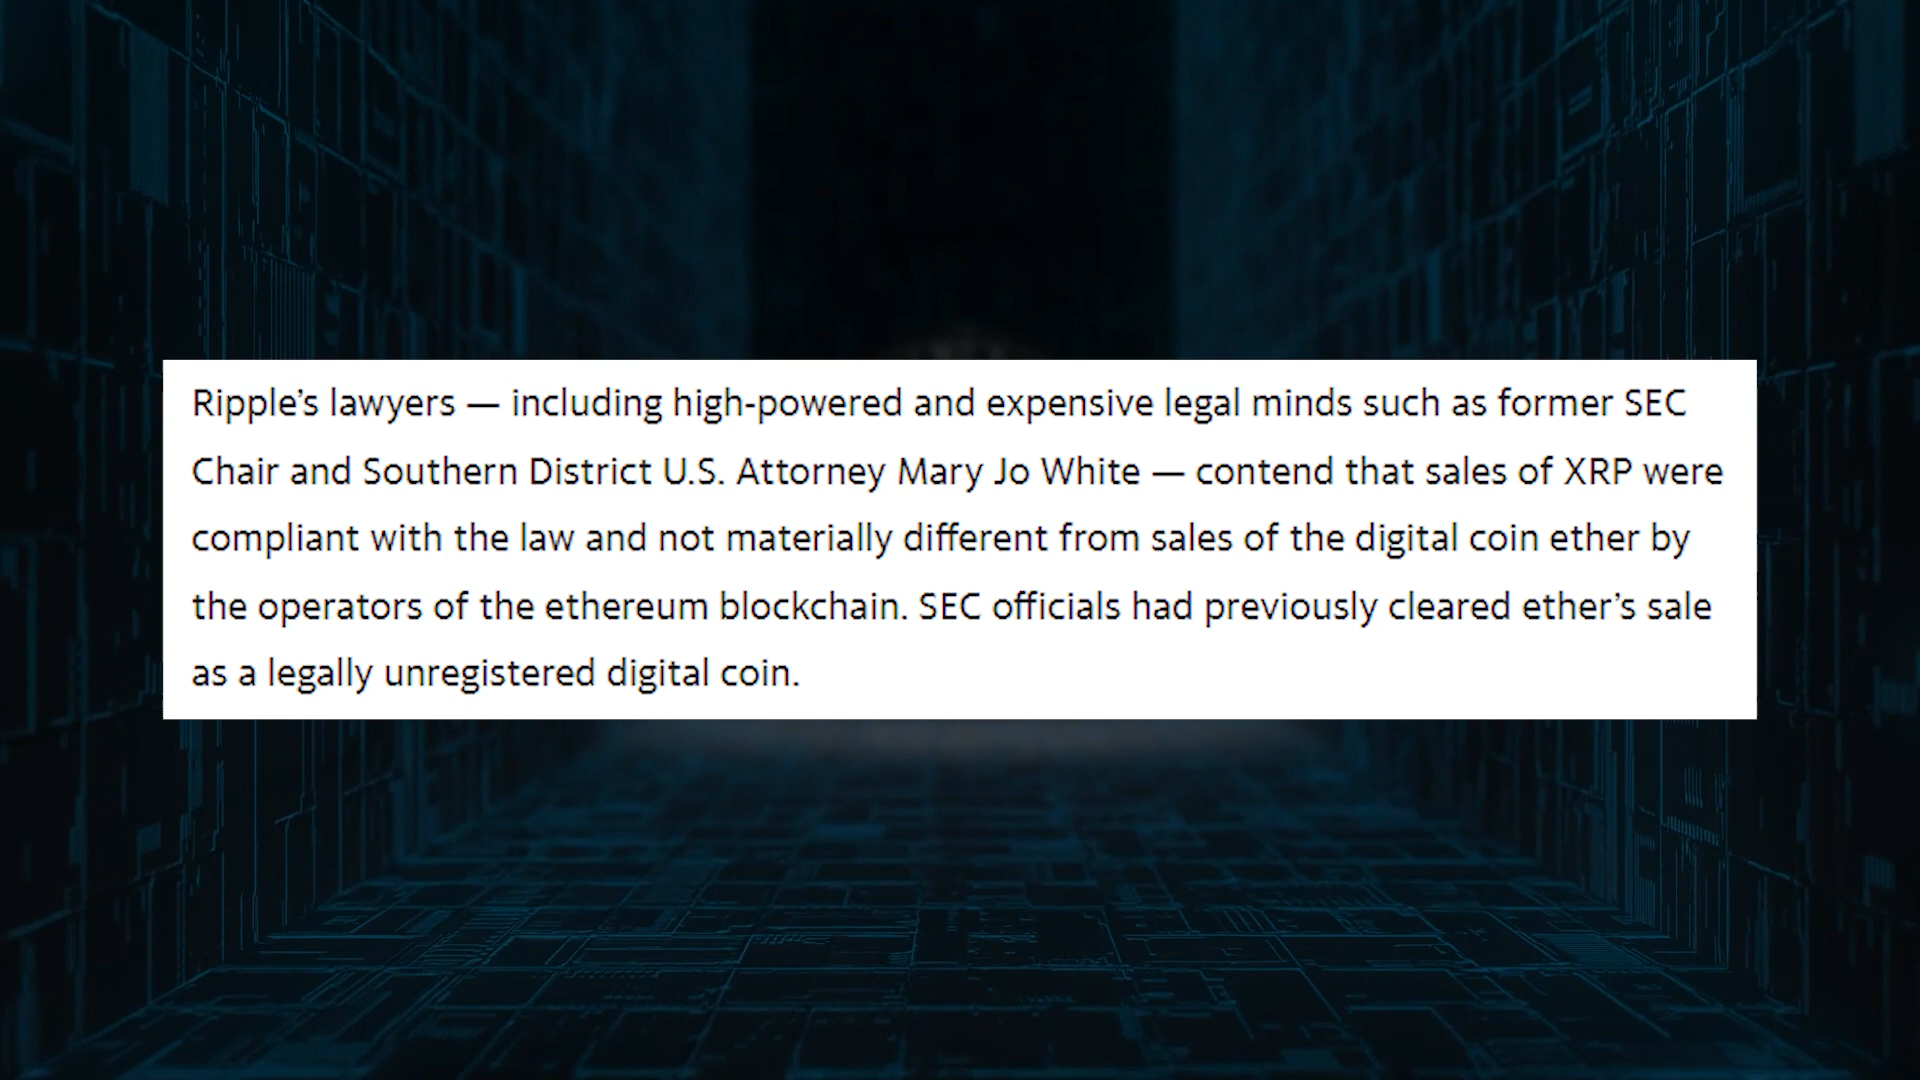 Ripple’s lawyers — including high-powered and expensive legal minds such as former SEC
Chair and Southern District U.S. Attorney Mary Jo White — contend that sales of XRP were
compliant with the law and not materially different from sales of the digital coin ether by
the operators of the ethereum blockchain. SEC officials had previously cleared ether’s sale
as a legally unregistered digital coin.